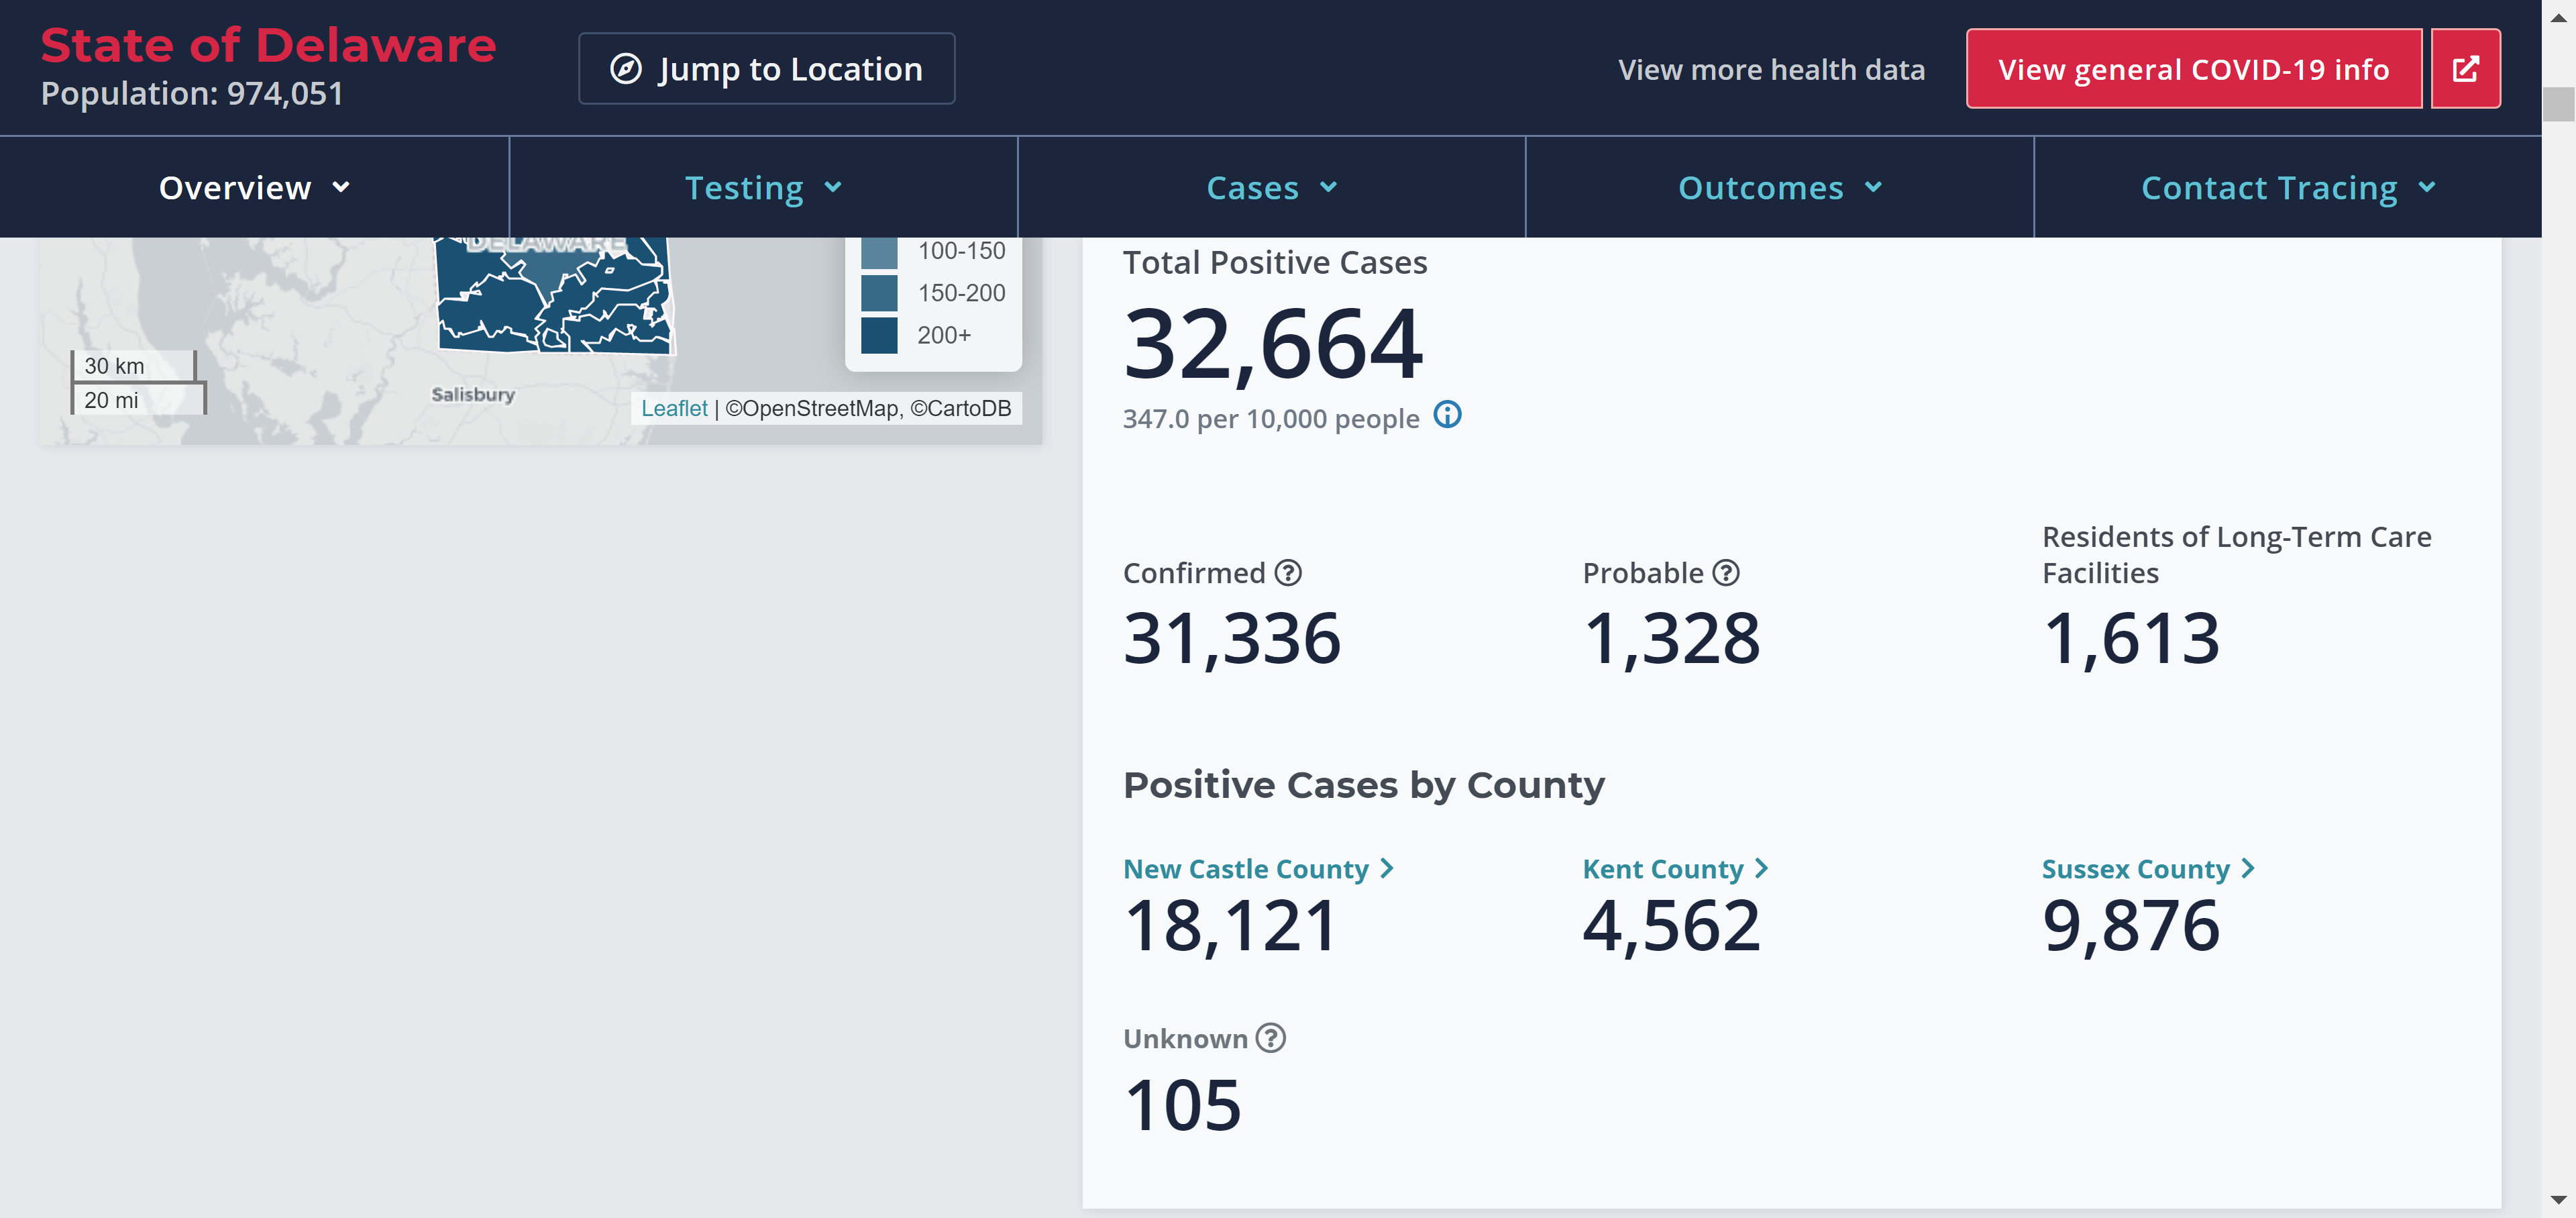 State of Delaware
Population: 974,051
Jump to Location
View more health data
View general COVID-19 info
Overview
Testing
Cases
Outcomes
Contact Tracing
DELAWARE
100-150
150-200
200+
30 km
20 mi
Salisbury
Leaflet | ©OpenStreetMap, ©CartoDB
Total Positive Cases
32,664
347.0 per 10,000 people
Confirmed
31,336
Probable
1,328
Residents of Long-Term Care
Facilities
1,613
Positive Cases by County
New Castle County
18,121
Kent County
4,562
Sussex County
9,876
Unknown
105